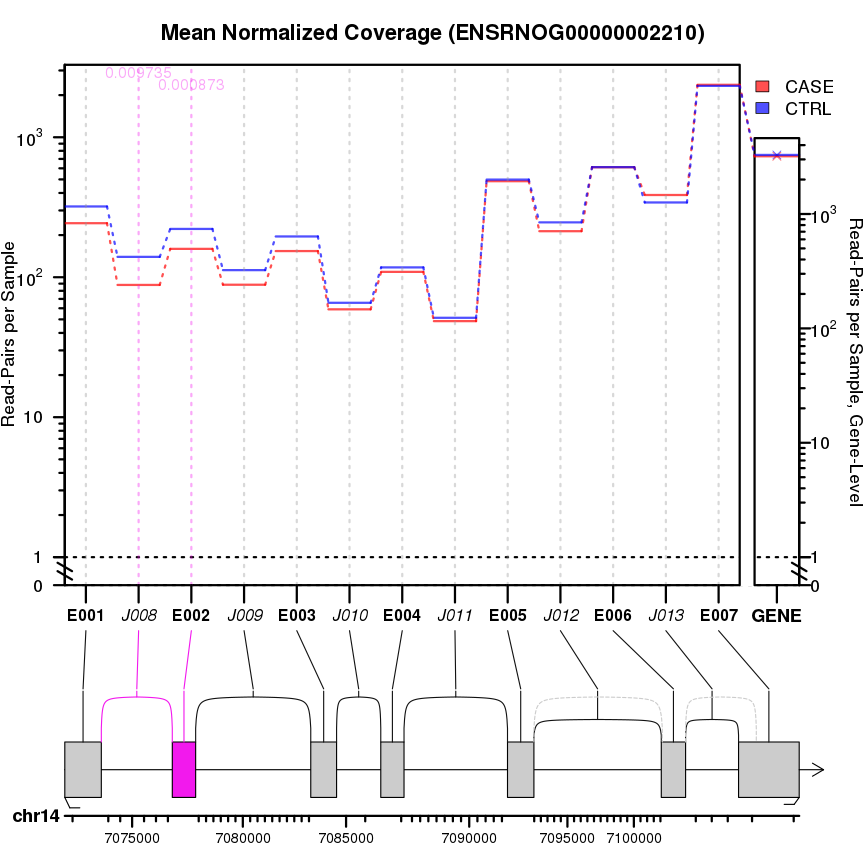 Mean Normalized Coverage (ENSRNOG00000002210)
0.009735
0.000873
CASE
CTRL
Read-Pairs per Sample
10³
10²
10
1
0
Read-Pairs per Sample, Gene-Level
10³
10²
10
1
0
E001 J008 E002 J009 E003 J010 E004 J011 E005 J012 E006 J013 E007 GENE
chr14
7075000 7080000 7085000 7090000 7095000 7100000